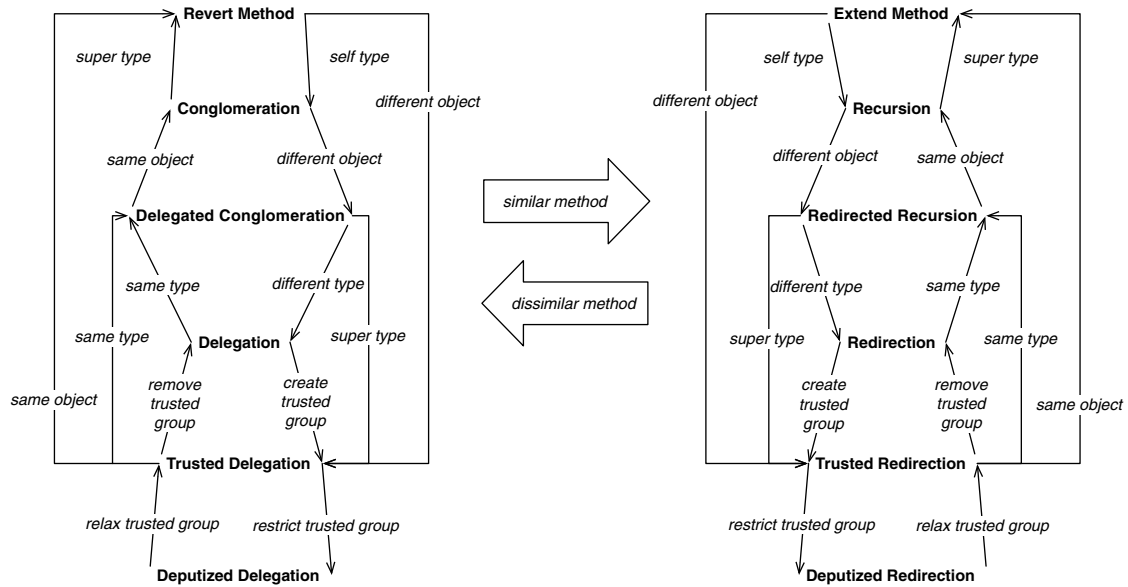 Revert Method
super type
self type
different object
Conglomeration
same object
different object
Delegated Conglomeration
same type
different type
same type
super type
Delegation
remove
trusted
group
create
trusted
group
same object
Trusted Delegation
relax trusted group
restrict trusted group
Deputized Delegation
similar method
dissimilar method
Extend Method
self type
super type
different object
Recursion
different object
same object
Redirected Recursion
different type
same type
super type
same type
Redirection
create
trusted
group
remove
trusted
group
same object
Trusted Redirection
restrict trusted group
relax trusted group
Deputized Redirection